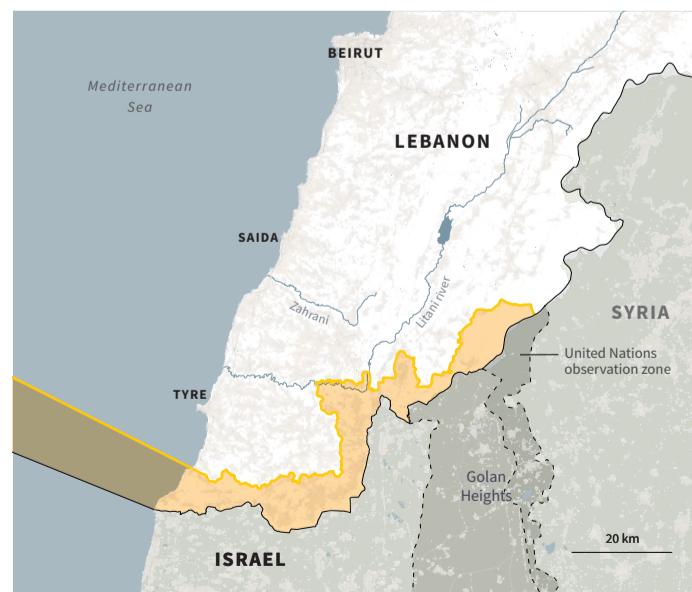 BEIRUT
Mediterranean
Sea
LEBANON
SAIDA
Zahrani
Litani river
SYRIA
United Nations
observation zone
TYRE
Golan
Heights
20 km
ISRAEL